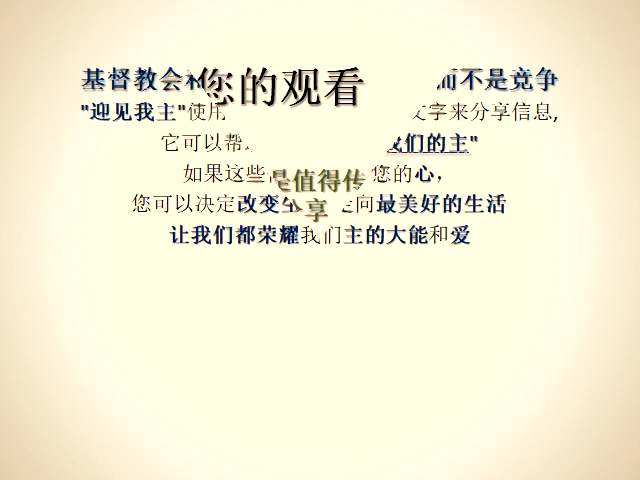 基督教会 而不是竞争
您的观看
"迎见我主"使用 文字来分享信息,
它可以帮 我们的主"
如果这些 您的心，
是值得传
您可以决定改变生 走向最美好的生活
分享
让我们都荣耀我们主的大能和爱